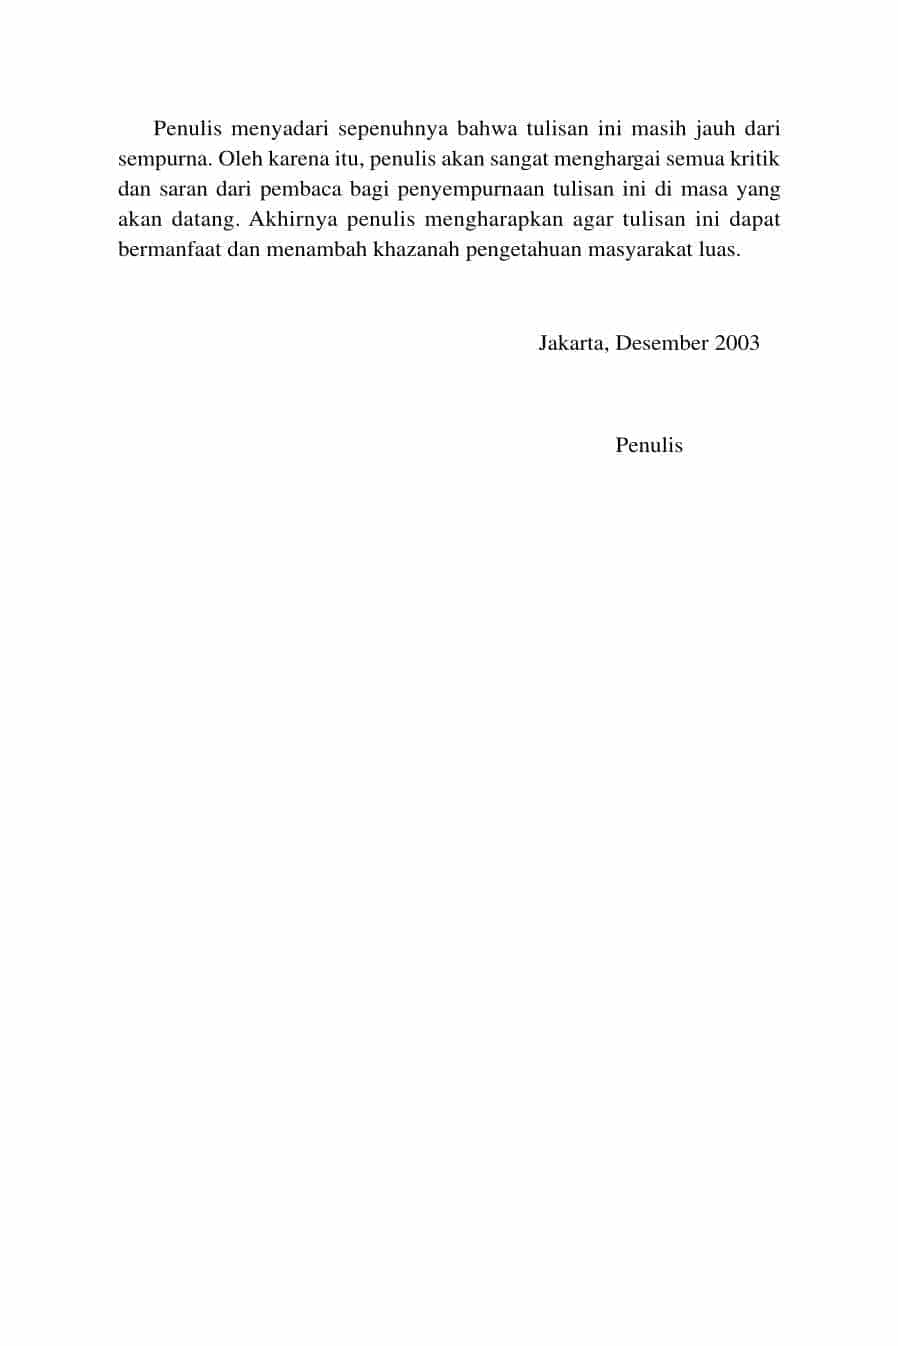 Penulis menyadari sepenuhnya bahwa tulisan ini masih jauh dari
sempurna. Oleh karena itu, penulis akan sangat menghargai semua kritik
dan saran dari pembaca bagi penyempurnaan tulisan ini di masa yang
akan datang. Akhirnya penulis mengharapkan agar tulisan ini dapat
bermanfaat dan menambah khazanah pengetahuan masyarakat luas.
Jakarta, Desember 2003
Penulis